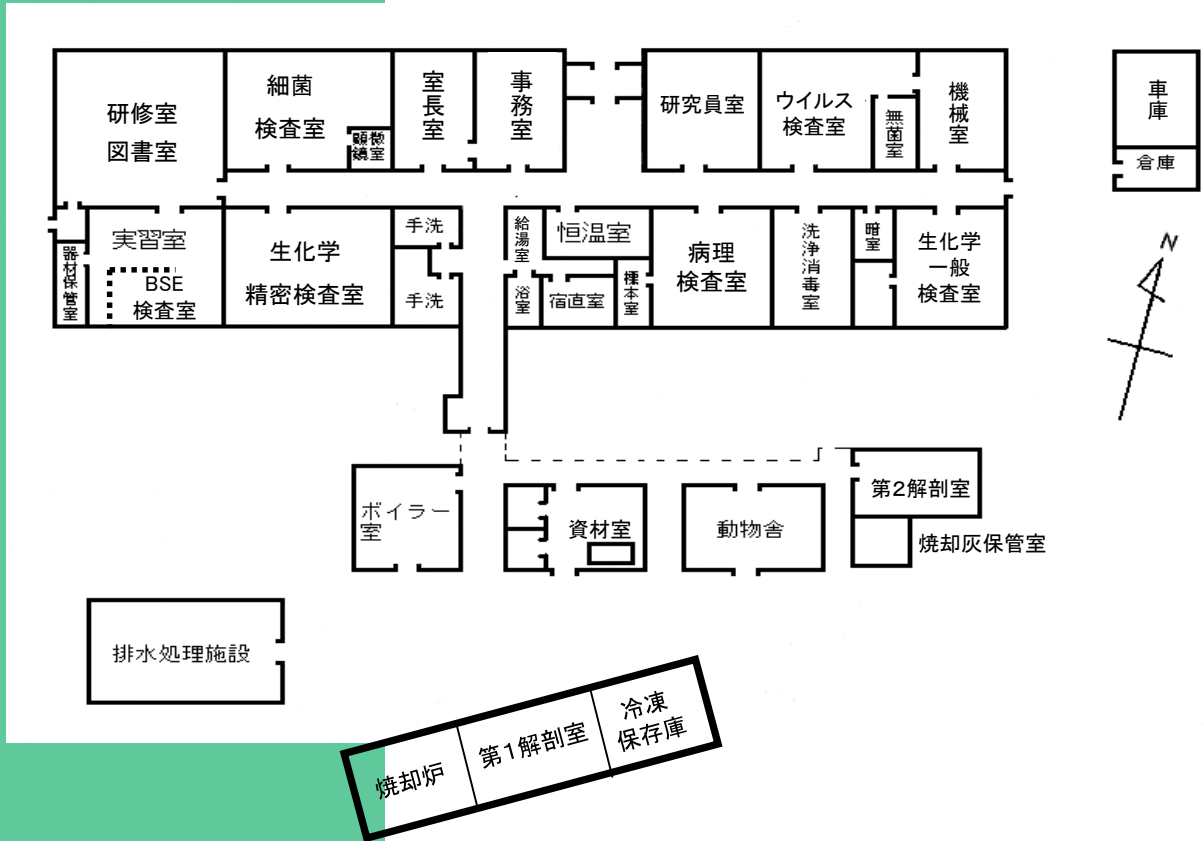 研修室
図書室
細菌
検査室
顕微
鏡室
室長室
事務室
研究員室
ウイルス
検査室
無菌室
機械室
車庫
倉庫
器材保管室
実習室
BSE
検査室
生化学
精密検査室
手洗
手洗
給湯室
浴室
恒温室
宿直室
標本室
病理
検査室
洗浄消毒室
暗室
生化学
一般
検査室
N
ボイラー
室
資材室
動物舎
第2解剖室
焼却灰保管室
排水処理施設
焼却炉
第1解剖室
冷凍
保存庫